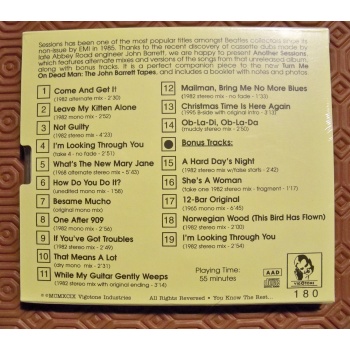 Sessions has been one of the most popular titles amongst Beatles collectors since its
non-issue by EMI in 1985. Thanks to the recent discovery of cassette dubs made by
late Abbey Road engineer John Barrett, we are happy to present Another Sessions,
which features alternate mixes and versions of the songs from that unreleased album,
along with bonus tracks. It is a perfect companion piece to the new Turn Me
On Dead Man: The John Barrett Tapes, and includes a booklet with notes and photos.
1 Come And Get It!
(1982 alternate mix - 2'30)
2 Leave My Kitten Alone
(1982 mono mix - 2'52)
3 Not Guilty
(1982 stereo mix - 3'21)
4 I'm Looking Through You
(take 4 - no fade - 2'51)
5 What's The New Mary Jane
(1968 alternate stereo mix - 6'43)
6 How Do You Do It?
(unedited mono mix - 1'58)
7 Besame Mucho
(original mono mix)
8 One After 909
(1982 mono mix - 2'56)
9 If You've Got Troubles
(1982 stereo mix - 2'49)
10 That Means A Lot
(dry mono mix - 2'31)
11 While My Guitar Gently Weeps
(1982 stereo mix with original ending - 3'14)
12 Mailman, Bring Me No More Blues
(1982 stereo mix - no fade - 1'33)
13 Christmas Time Is Here Again
(1995 B-side with original intro - 3'13)
14 Ob-La-Di, Ob-La-Da
(muddy stereo mix - 2'50)
Bonus Tracks:
15 A Hard Day's Night
(1982 stereo mix w/false starts - 2'42)
16 She's A Woman
(take one 1982 stereo mix - fragment - 1'17)
17 12-Bar Original
(1965 mono mix - 6'45)
18 Norwegian Wood (This Bird Has Flown)
(1982 stereo mix - 2'00)
19 I'm Looking Through You
(1982 stereo mix - 2'54)
Playing Time:
55 minutes
AAD
VIGOTONE
℗ ©MCMXCIX Vigotone Industries All Rights Reversed • You Know The Rest...
180